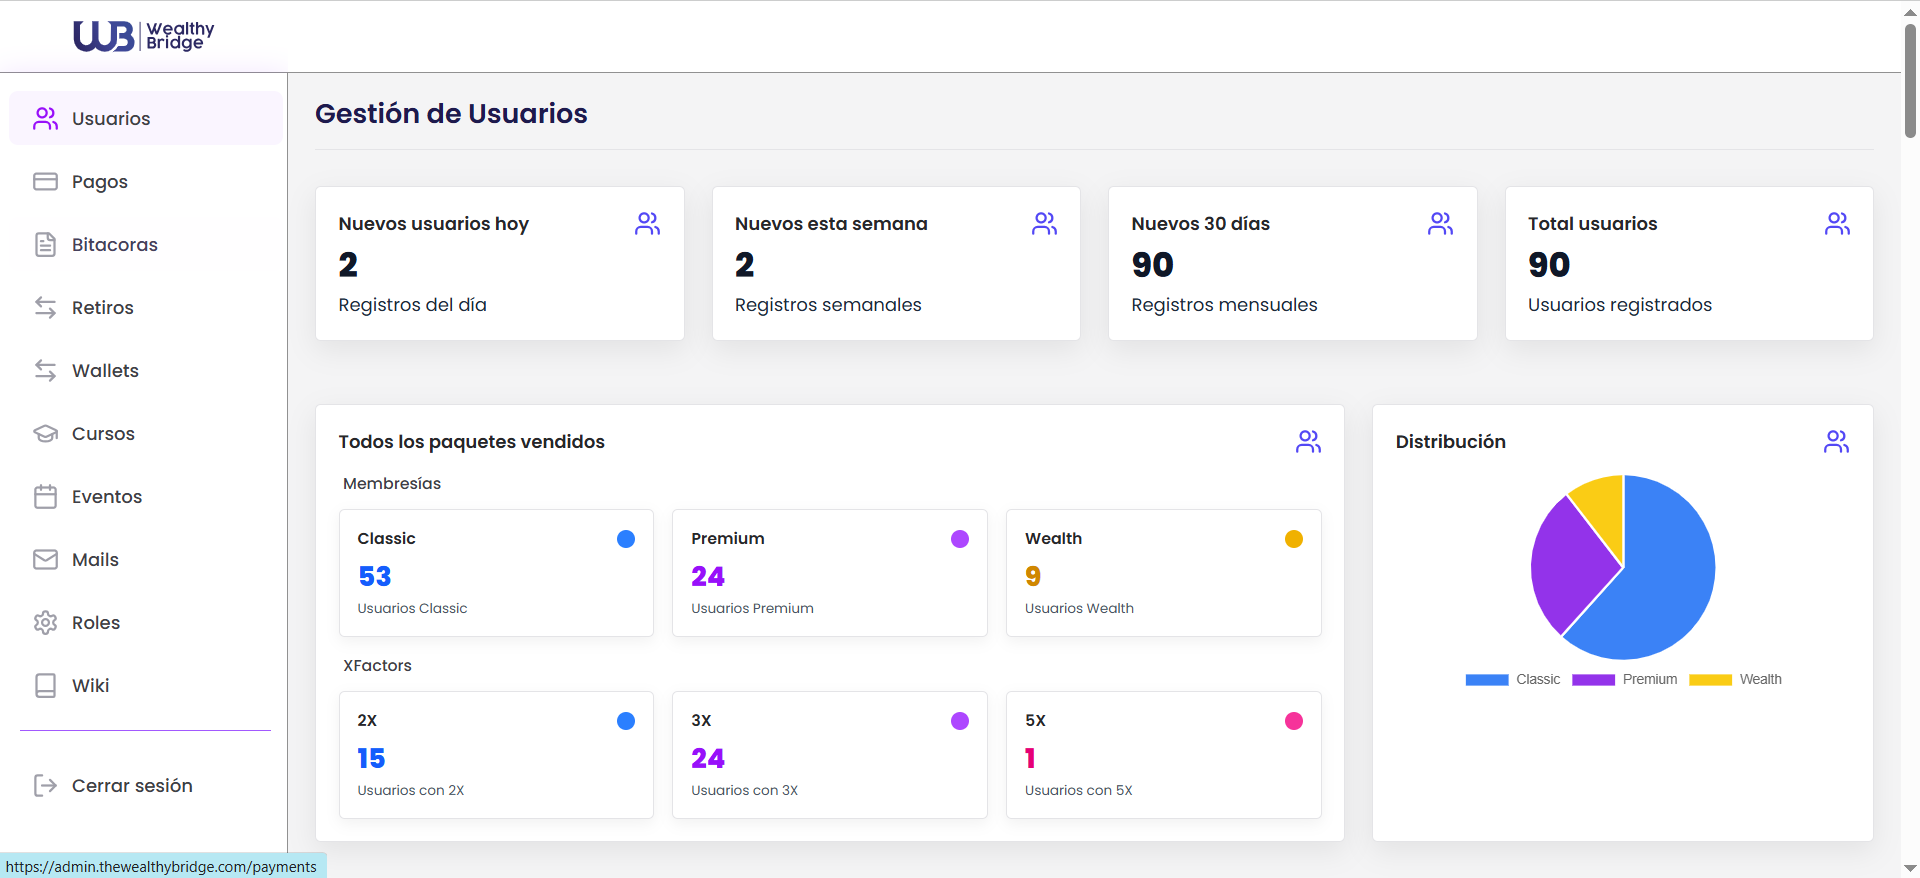 WB Wealthy
Bridge
Usuarios
Pagos
Bitacoras
Retiros
Wallets
Cursos
Eventos
Mails
Roles
Wiki
Cerrar sesión
Gestión de Usuarios
Nuevos usuarios hoy
2
Registros del día
Nuevos esta semana
2
Registros semanales
Nuevos 30 días
90
Registros mensuales
Total usuarios
90
Usuarios registrados
Todos los paquetes vendidos
Membresías
Classic
53
Usuarios Classic
Premium
24
Usuarios Premium
Wealth
9
Usuarios Wealth
XFactors
2X
15
Usuarios con 2X
3X
24
Usuarios con 3X
5X
1
Usuarios con 5X
Distribución
Classic Premium Wealth
https://admin.thewealthybridge.com/payments